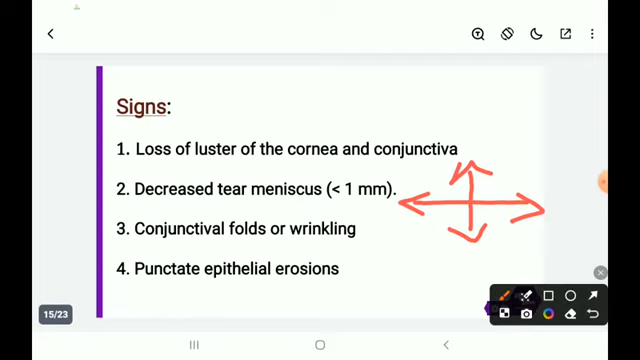 Signs:
1. Loss of luster of the cornea and conjunctiva
2. Decreased tear meniscus (< 1 mm).
3. Conjunctival folds or wrinkling
4. Punctate epithelial erosions
15/23